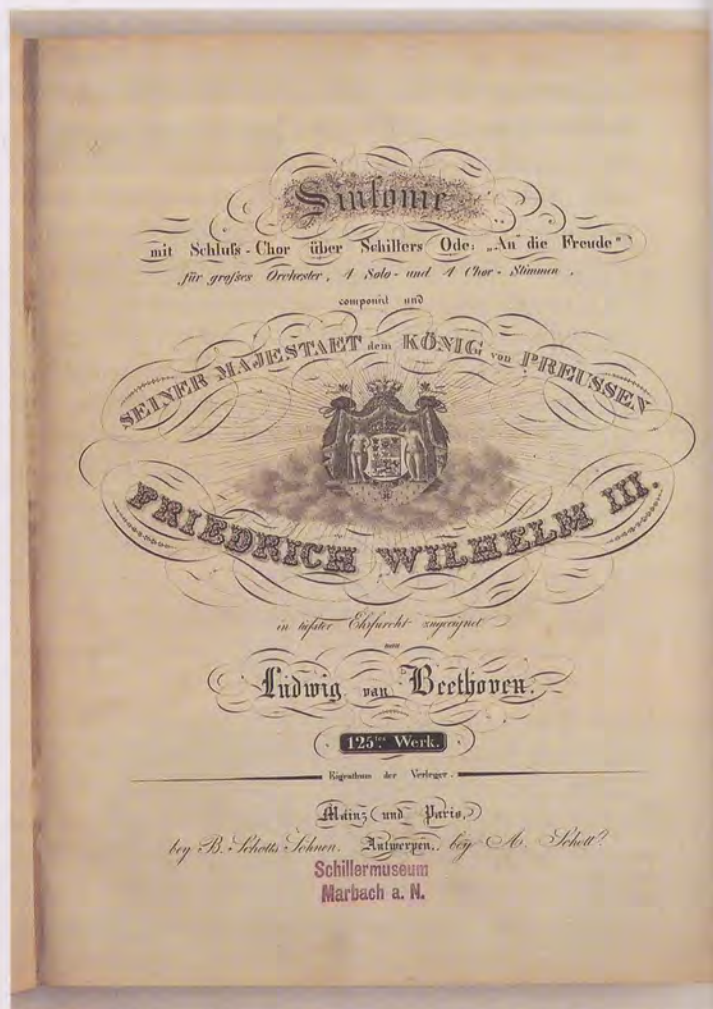 Sinfonie
mit Schluſs-Chor über Schillers Ode: „An die Freude“
für groſses Orchester, 4 Solo- und 4 Chor-Stimmen,
componirt und
SEINER MAJESTAET dem KÖNIG von PREUSSEN
FRIEDRICH WILHELM III.
in tiefster Ehrfurcht zugeeignet
von
Ludwig van Beethoven.
125tes Werk.
Eigenthum der Verleger.
Mainz und Paris,
bey B. Schotts Söhnen. Antwerpen, bey A. Schott.
Schillermuseum
Marbach a. N.